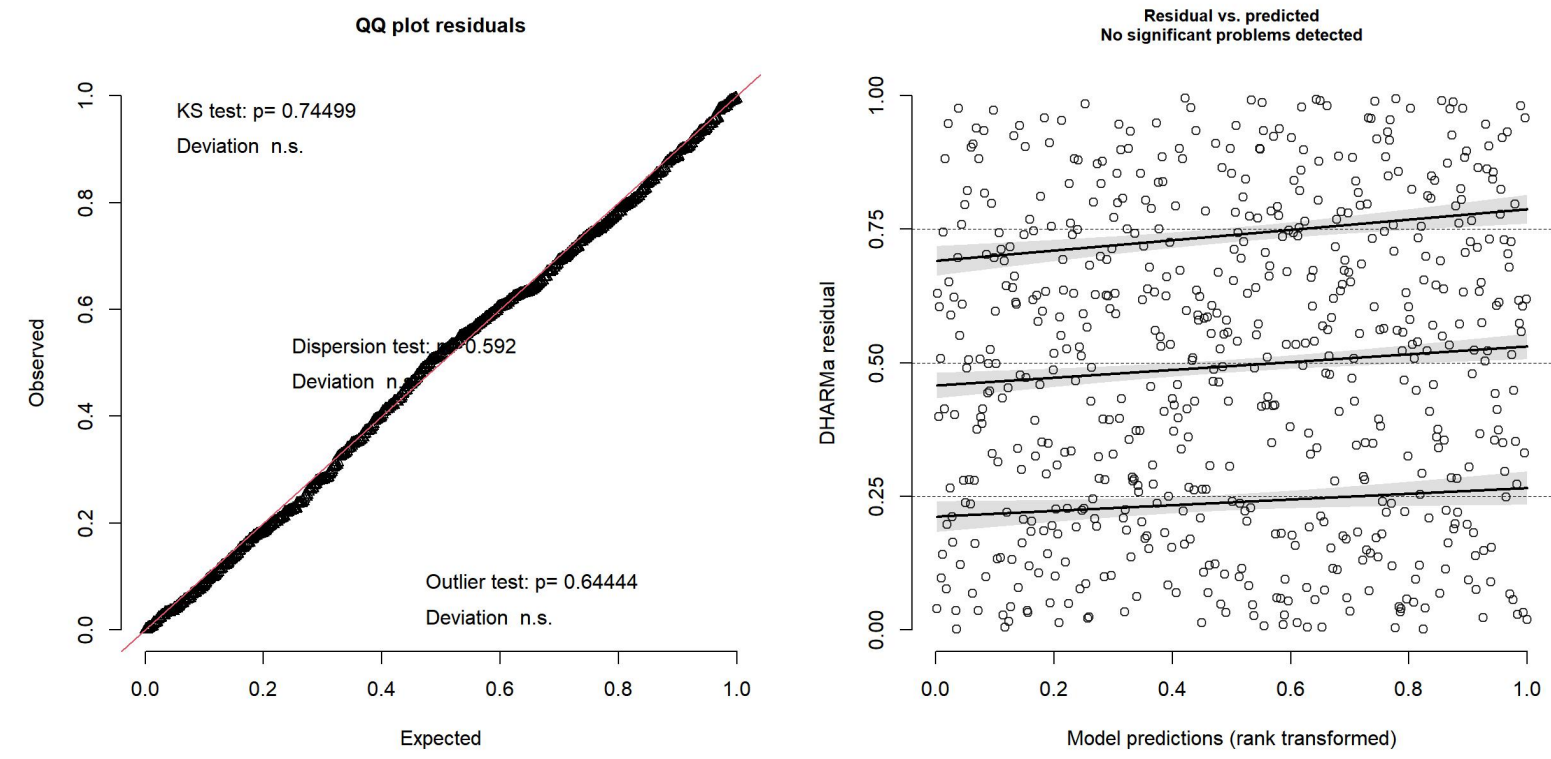 QQ plot residuals
KS test: p= 0.74499
Deviation n.s.
Dispersion test: p= 0.592
Deviation n.s.
Outlier test: p= 0.64444
Deviation n.s.
Observed
0.0 0.2 0.4 0.6 0.8 1.0
0.0 0.2 0.4 0.6 0.8 1.0
Expected
Residual vs. predicted
No significant problems detected
DHARMa residual
0.00 0.25 0.50 0.75 1.00
0.0 0.2 0.4 0.6 0.8 1.0
Model predictions (rank transformed)